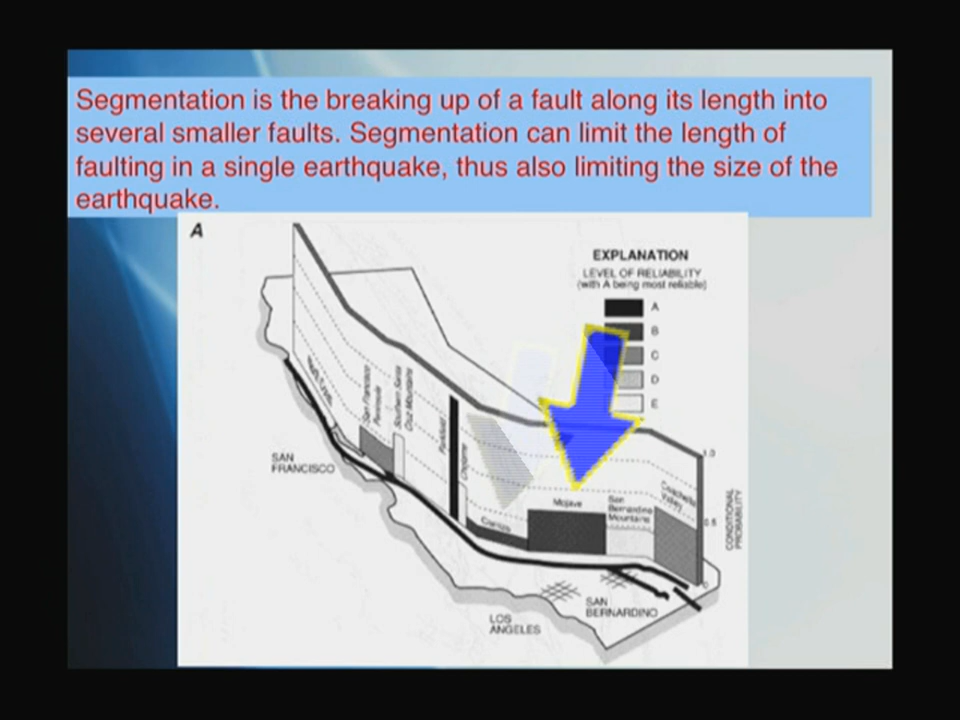 Segmentation is the breaking up of a fault along its length into
several smaller faults. Segmentation can limit the length of
faulting in a single earthquake, thus also limiting the size of the
earthquake.
A
EXPLANATION
LEVEL OF RELIABILITY
(with A being most reliable)
A
B
C
D
E
San Francisco
Peninsula
Southern Santa
Cruz Mountains
Parkfield
Cholame
Carrizo
Mojave
San
Bernardino
Mountains
Coachella
Valley
1.0
0.5
0
CONDITIONAL
PROBABILITY
SAN
FRANCISCO
LOS
ANGELES
SAN
BERNARDINO